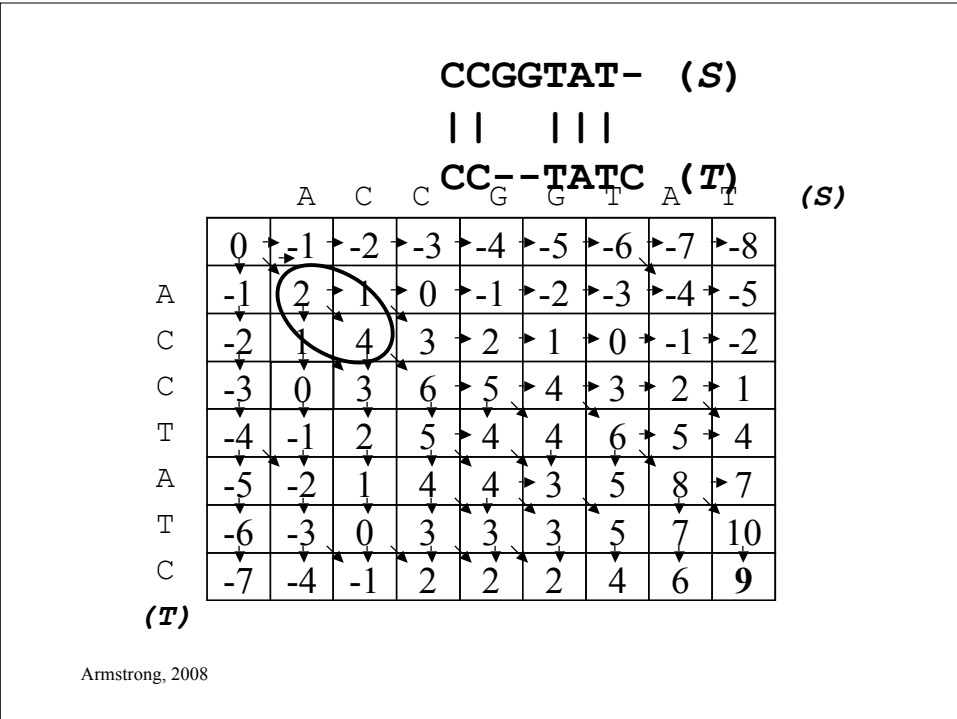 CCGGTAT- (S)
|| |||
CC--TATC (T)
A C C G G T A T (S)
0 -1 -2 -3 -4 -5 -6 -7 -8
A -1 2 1 0 -1 -2 -3 -4 -5
C -2 1 4 3 2 1 0 -1 -2
C -3 0 3 6 5 4 3 2 1
T -4 -1 2 5 4 4 6 5 4
A -5 -2 1 4 4 3 5 8 7
T -6 -3 0 3 3 3 5 7 10
C -7 -4 -1 2 2 2 4 6 9
(T)
Armstrong, 2008